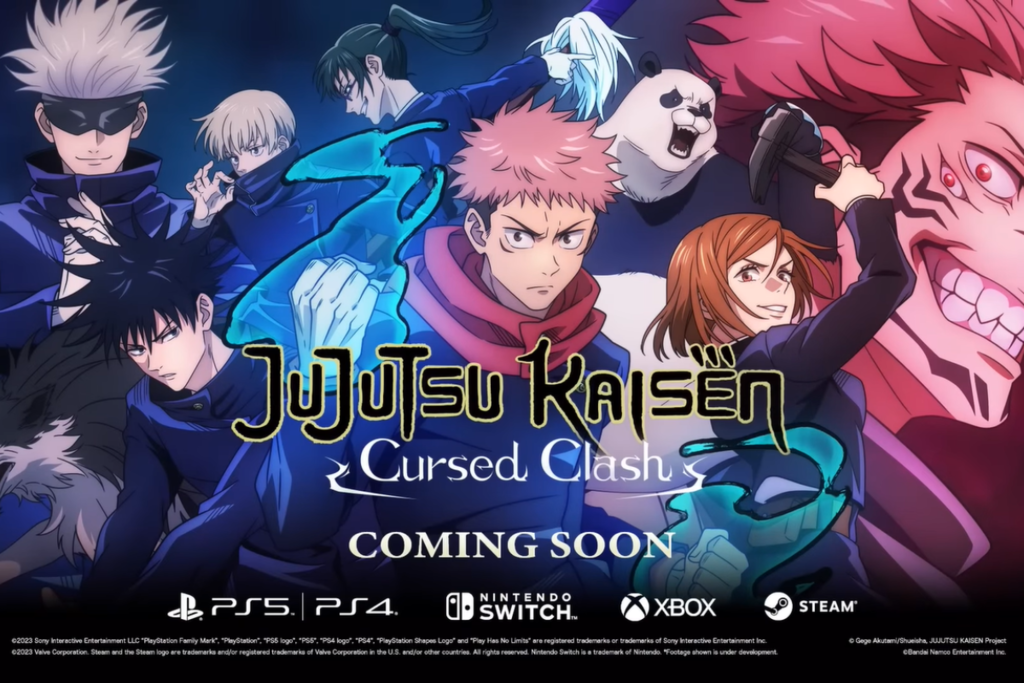 JUJUTSU KAISEN
Cursed Clash
COMING SOON
PS5 | PS4
NINTENDO
SWITCH™
XBOX
STEAM®
©2023 Sony Interactive Entertainment LLC "PlayStation Family Mark", "PlayStation", "PS5 logo", "PS5", "PS4 logo", "PS4", "PlayStation Shapes Logo" and "Play Has No Limits" are registered trademarks or trademarks of Sony Interactive Entertainment Inc.
©2023 Valve Corporation. Steam and the Steam logo are trademarks and/or registered trademarks of Valve Corporation in the U.S. and/or other countries. All rights reserved. Nintendo Switch is a trademark of Nintendo. *Footage shown is under development.
© Gege Akutami/Shueisha, JUJUTSU KAISEN Project
©Bandai Namco Entertainment Inc.